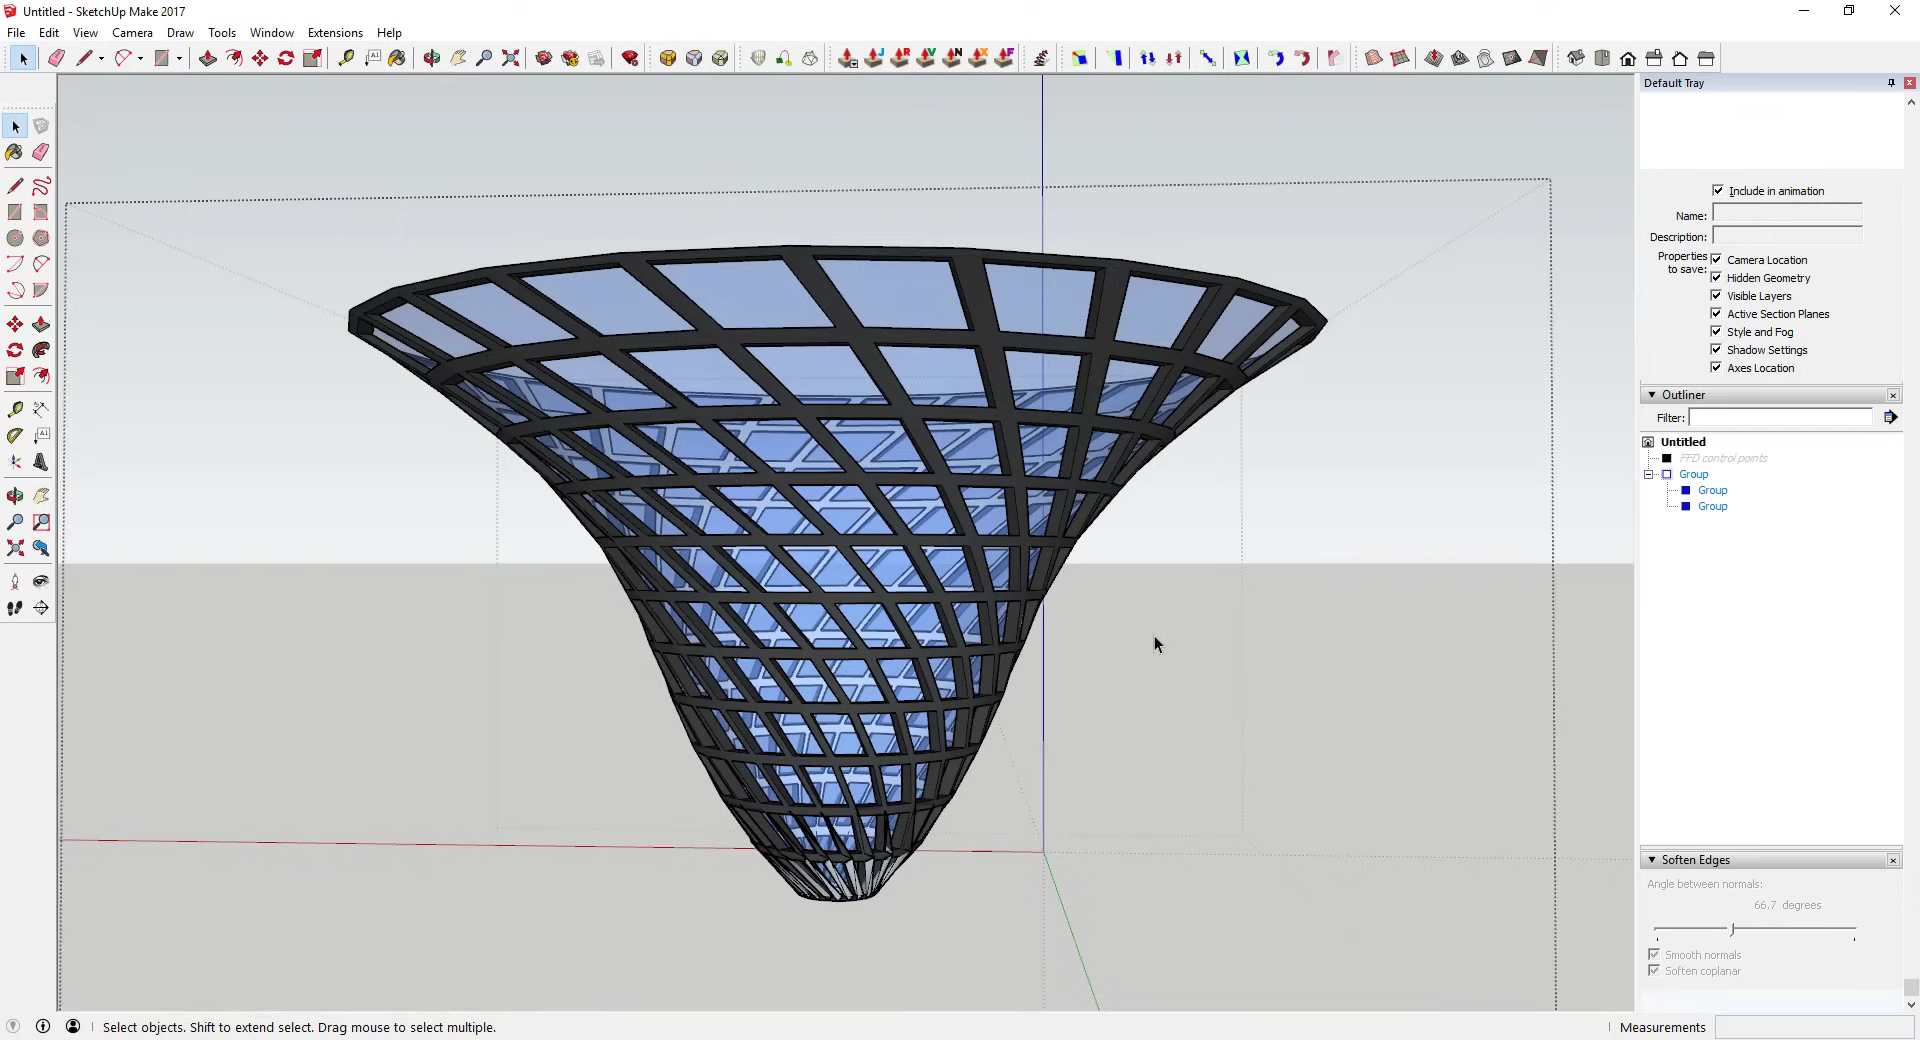 Untitled - SketchUp Make 2017
File Edit View Camera Draw Tools Window Extensions Help
A1
J R V N X F
Default Tray
Include in animation
Name:
Description:
Properties to save:
Camera Location
Hidden Geometry
Visible Layers
Active Section Planes
Style and Fog
Shadow Settings
Axes Location
Outliner
Filter:
Untitled
FFD control points
Group
Group
Group
A1
Soften Edges
Angle between normals:
66.7 degrees
Smooth normals
Soften coplanar
Select objects. Shift to extend select. Drag mouse to select multiple.
Measurements